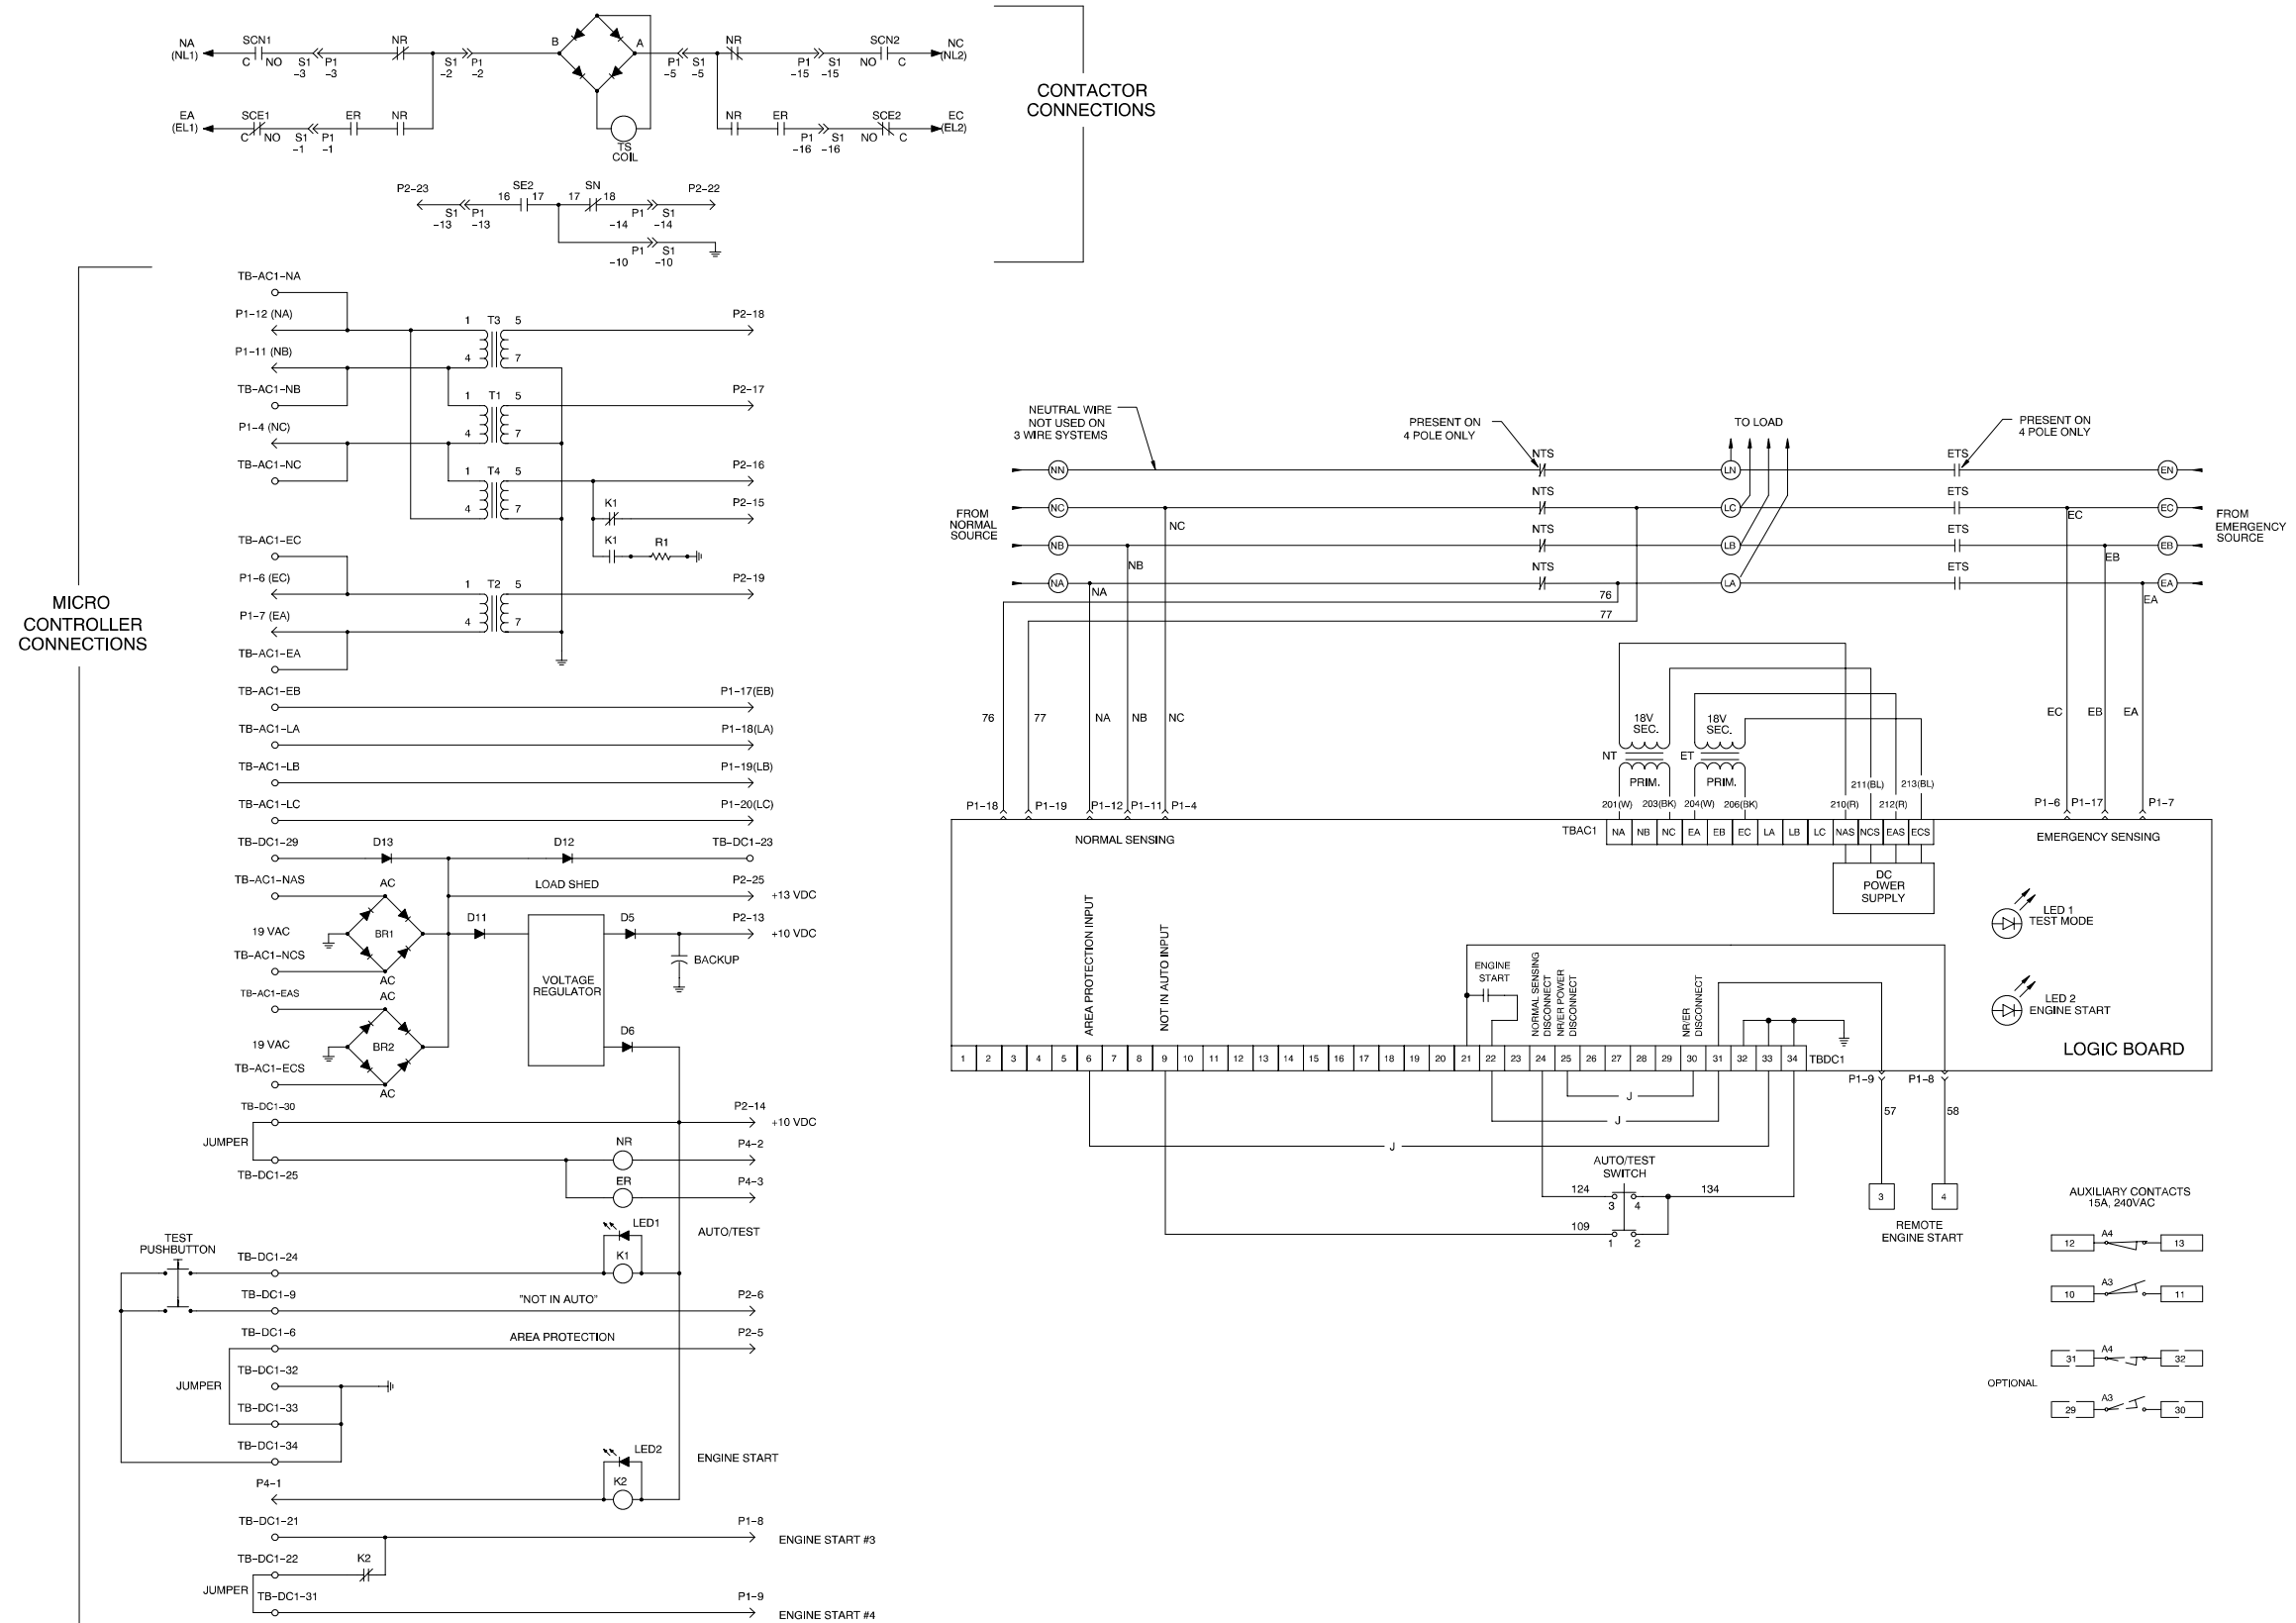 NA
(NL1)
SCN1
C
NO
S1
-3
P1
-3
NR
S1
-2
P1
-2
B
A
P1
-5
S1
-5
NR
P1
-15
S1
-15
SCN2
NO
C
NC
(NL2)
EA
(EL1)
SCE1
C
NO
S1
-1
P1
-1
ER
NR
TS
COIL
NR
ER
P1
-16
S1
-16
SCE2
NO
C
EC
(EL2)
CONTACTOR
CONNECTIONS
P2-23
S1
-13
P1
-13
SE2
16
17
SN
17
18
P1
-14
S1
-14
P2-22
P1
-10
S1
-10
MICRO
CONTROLLER
CONNECTIONS
TB-AC1-NA
P1-12 (NA)
1
T3
5
P2-18
P1-11 (NB)
4
7
TB-AC1-NB
1
T1
5
P2-17
P1-4 (NC)
4
7
TB-AC1-NC
1
T4
5
P2-16
4
7
K1
P2-15
K1
R1
TB-AC1-EC
P1-6 (EC)
1
T2
5
P2-19
P1-7 (EA)
4
7
TB-AC1-EA
TB-AC1-EB
P1-17(EB)
TB-AC1-LA
P1-18(LA)
TB-AC1-LB
P1-19(LB)
TB-AC1-LC
P1-20(LC)
TB-DC1-29
D13
D12
TB-DC1-23
TB-AC1-NAS
AC
LOAD SHED
P2-25
+13 VDC
19 VAC
BR1
D11
D5
P2-13
+10 VDC
TB-AC1-NCS
AC
BACKUP
VOLTAGE
REGULATOR
TB-AC1-EAS
AC
19 VAC
BR2
D6
TB-AC1-ECS
AC
TB-DC1-30
P2-14
+10 VDC
JUMPER
NR
P4-2
TB-DC1-25
ER
P4-3
LED1
AUTO/TEST
TEST
PUSHBUTTON
TB-DC1-24
K1
TB-DC1-9
"NOT IN AUTO"
P2-6
TB-DC1-6
AREA PROTECTION
P2-5
TB-DC1-32
JUMPER
TB-DC1-33
TB-DC1-34
LED2
ENGINE START
P4-1
K2
TB-DC1-21
P1-8
ENGINE START #3
TB-DC1-22
K2
JUMPER
TB-DC1-31
P1-9
ENGINE START #4
NEUTRAL WIRE
NOT USED ON
3 WIRE SYSTEMS
PRESENT ON
4 POLE ONLY
TO LOAD
PRESENT ON
4 POLE ONLY
NN
NTS
LN
ETS
EN
NC
NTS
LC
ETS
EC
NB
NTS
LB
ETS
EB
NA
NTS
LA
ETS
EA
FROM
NORMAL
SOURCE
FROM
EMERGENCY
SOURCE
NC
NB
NA
76
77
EC
EB
EA
76
77
NA
NB
NC
18V
SEC.
18V
SEC.
NT
ET
PRIM.
PRIM.
EC
EB
EA
201(W)
203(BK)
204(W)
206(BK)
210(R)
211(BL)
212(R)
213(BL)
P1-18
P1-19
P1-12
P1-11
P1-4
P1-6
P1-17
P1-7
NORMAL SENSING
TBAC1
NA
NB
NC
EA
EB
EC
LA
LB
LC
NAS
NCS
EAS
ECS
EMERGENCY SENSING
DC
POWER
SUPPLY
LED 1
TEST MODE
LED 2
ENGINE START
AREA PROTECTION INPUT
NOT IN AUTO INPUT
ENGINE
START
NORMAL SENSING
DISCONNECT
NR/ER POWER
DISCONNECT
NR/ER
DISCONNECT
LOGIC BOARD
1 2 3 4 5 6 7 8 9 10 11 12 13 14 15 16 17 18 19 20 21 22 23 24 25 26 27 28 29 30 31 32 33 34 TBDC1
P1-9
P1-8
J
J
J
57
58
AUTO/TEST
SWITCH
124
3
4
134
109
1
2
3
4
REMOTE
ENGINE START
AUXILIARY CONTACTS
15A, 240VAC
12
A4
13
10
A3
11
31
A4
32
OPTIONAL
29
A3
30